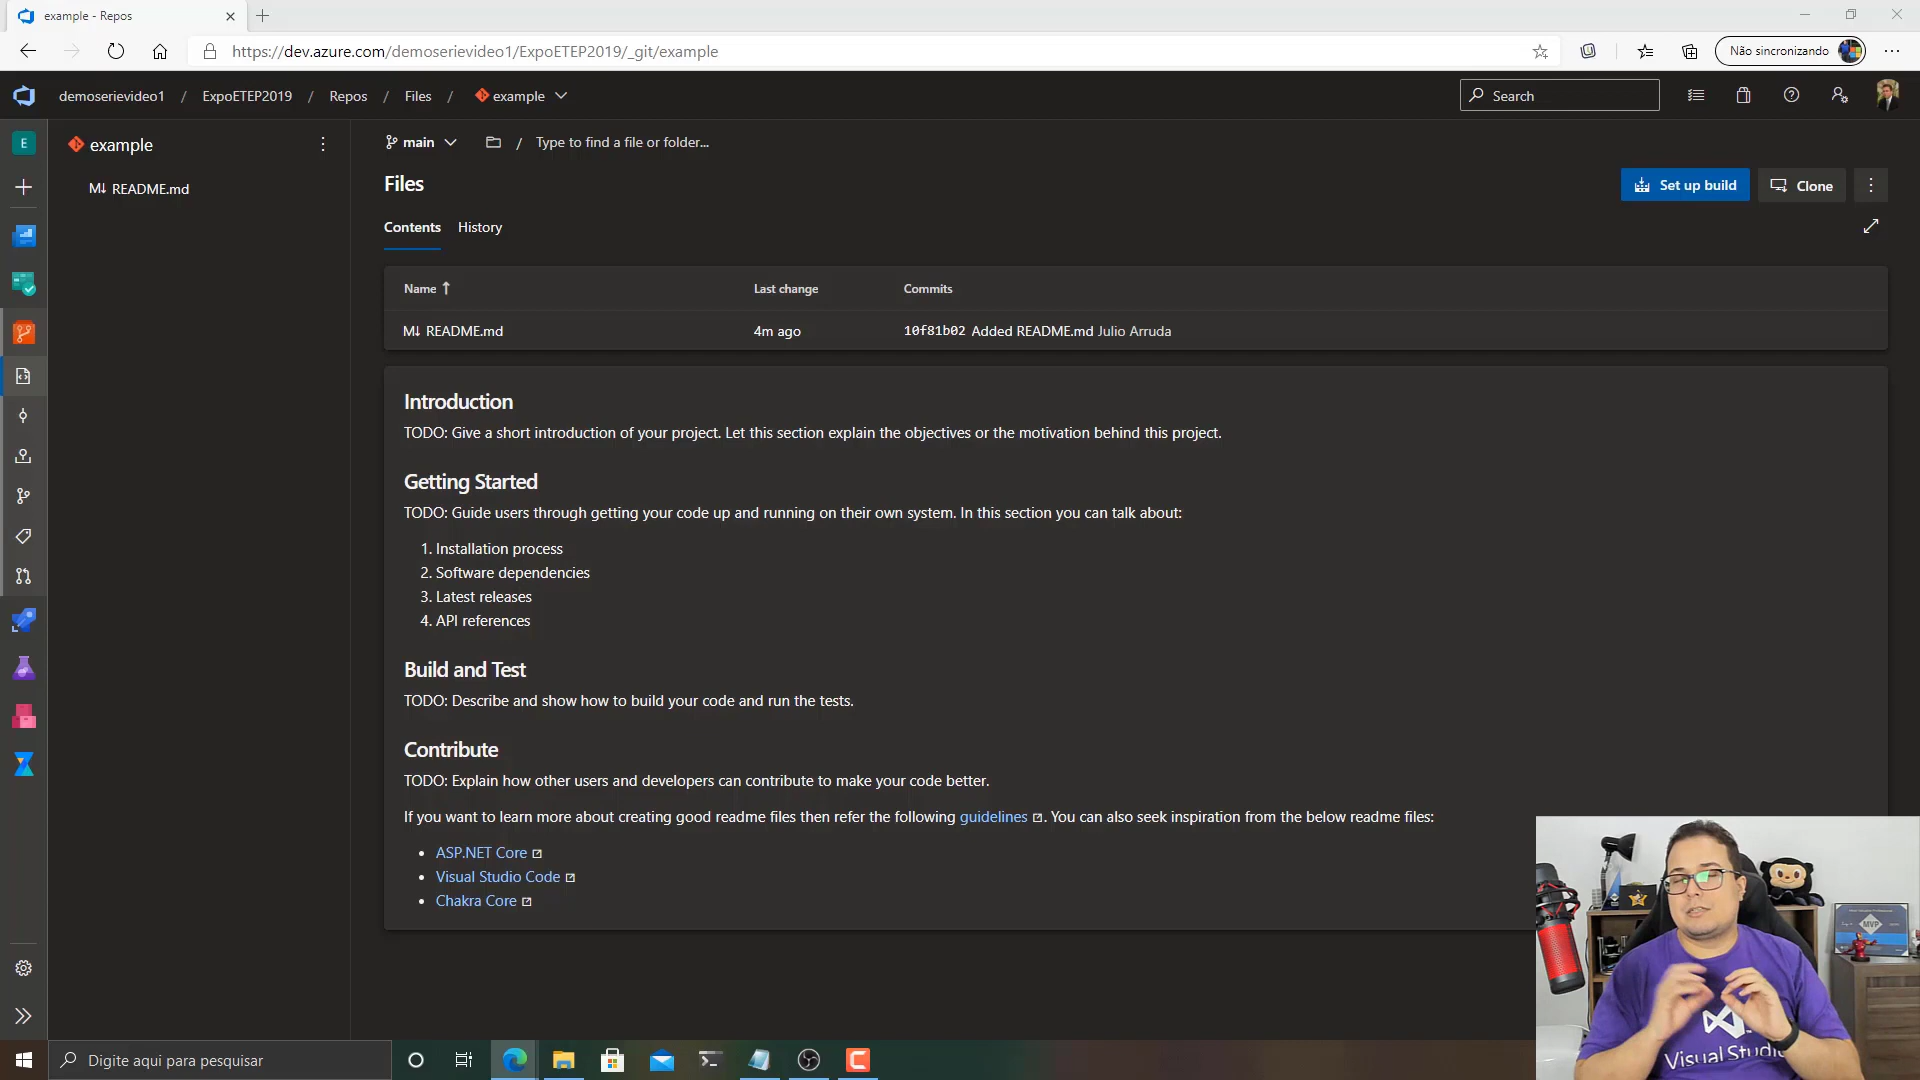 example - Repos
https://dev.azure.com/demoserievideo1/ExpoETEP2019/_git/example
Não sincronizando
demoserievideo1 / ExpoETEP2019 / Repos / Files / example
Search
E
example
README.md
main / Type to find a file or folder...
Files
Set up build
Clone
Contents
History
Name Last change Commits
README.md 4m ago 10f81b02 Added README.md Julio Arruda
Introduction
TODO: Give a short introduction of your project. Let this section explain the objectives or the motivation behind this project.
Getting Started
TODO: Guide users through getting your code up and running on their own system. In this section you can talk about:
1. Installation process
2. Software dependencies
3. Latest releases
4. API references
Build and Test
TODO: Describe and show how to build your code and run the tests.
Contribute
TODO: Explain how other users and developers can contribute to make your code better.
If you want to learn more about creating good readme files then refer the following guidelines. You can also seek inspiration from the below readme files:
• ASP.NET Core
• Visual Studio Code
• Chakra Core
MVP
Visual Studio
Digite aqui para pesquisar